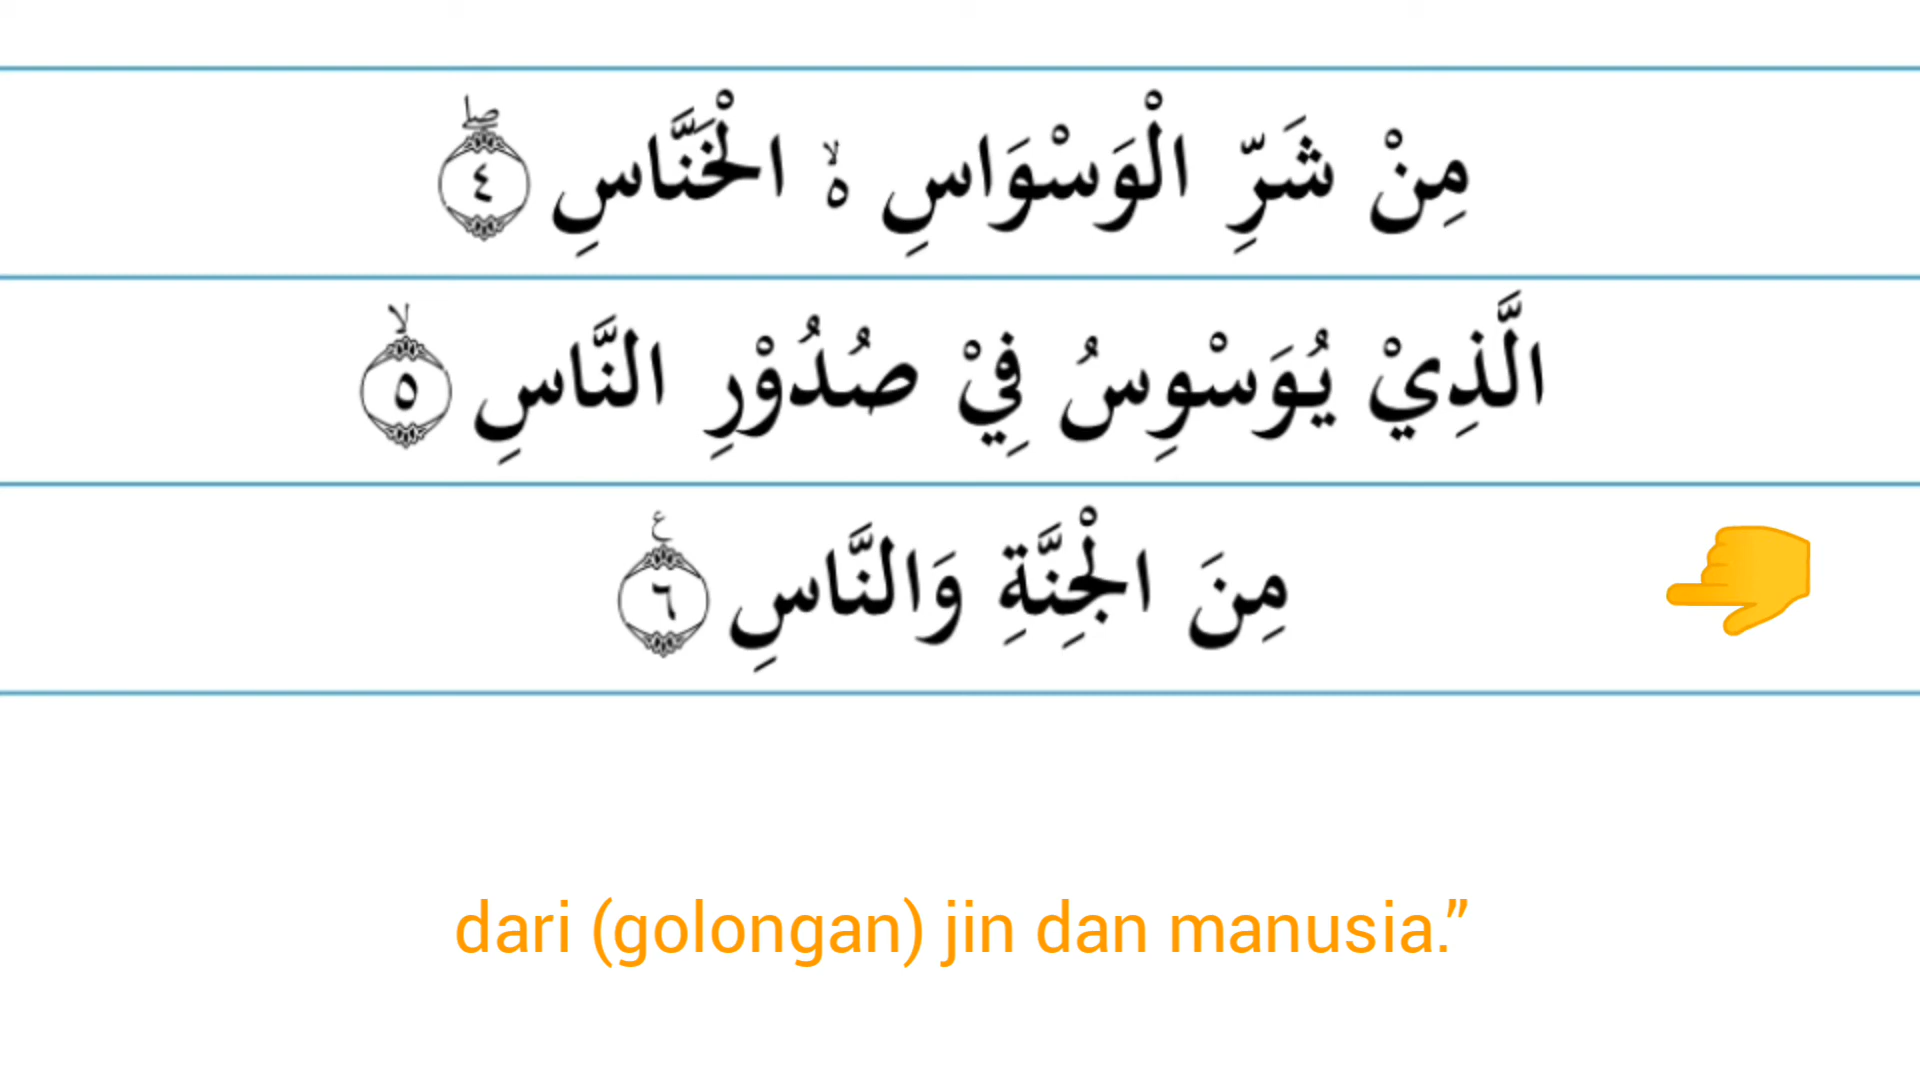 مِنْ شَرِّ الْوَسْوَاسِ ەۙ الْخَنَّاسِۖ ٤
الَّذِيْ يُوَسْوِسُ فِيْ صُدُوْرِ النَّاسِۙ ٥
مِنَ الْجِنَّةِ وَالنَّاسِ ࣖ ٦
dari (golongan) jin dan manusia.”